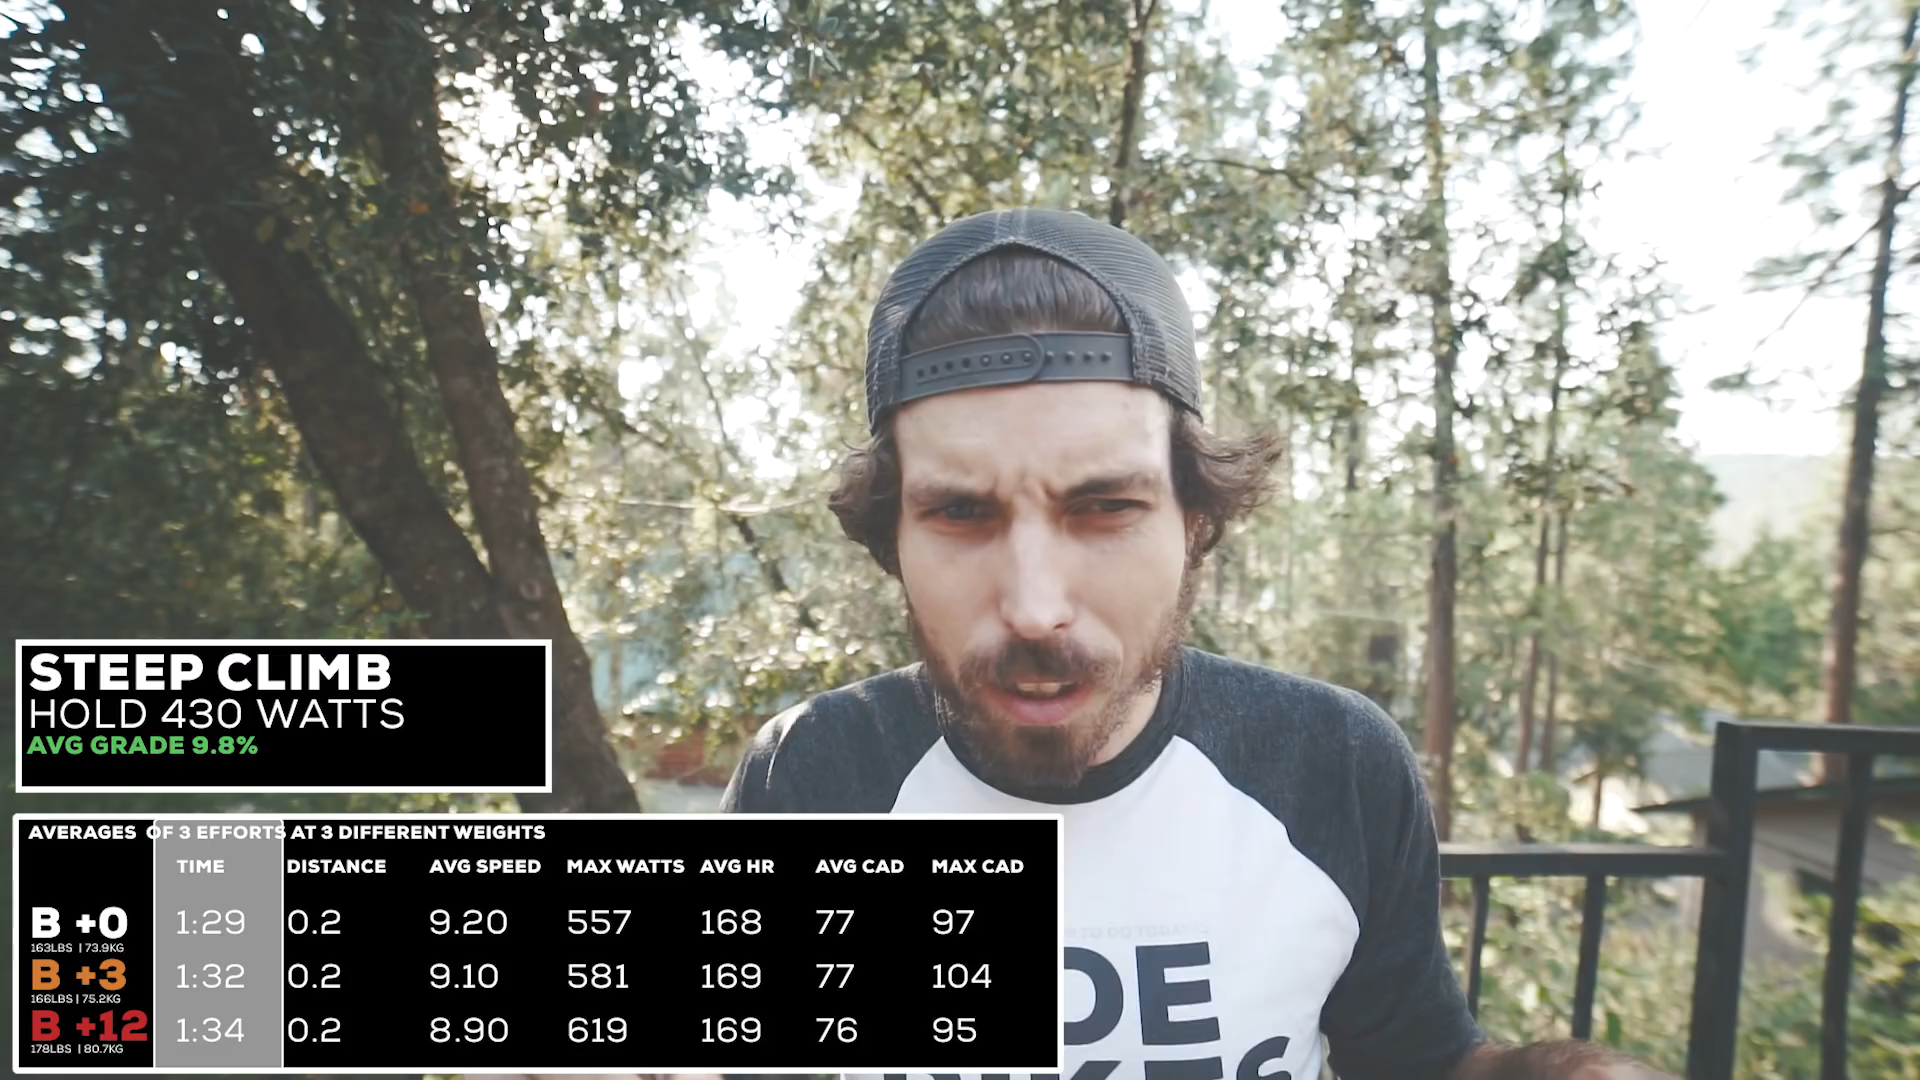 STEEP CLIMB
HOLD 430 WATTS
AVG GRADE 9.8%
AVERAGES OF 3 EFFORTS AT 3 DIFFERENT WEIGHTS
TIME DISTANCE AVG SPEED MAX WATTS AVG HR AVG CAD MAX CAD
B +0 1:29 0.2 9.20 557 168 77 97
163LBS | 73.9KG
B +3 1:32 0.2 9.10 581 169 77 104
166LBS | 75.2KG
B +12 1:34 0.2 8.90 619 169 76 95
178LBS | 80.7KG